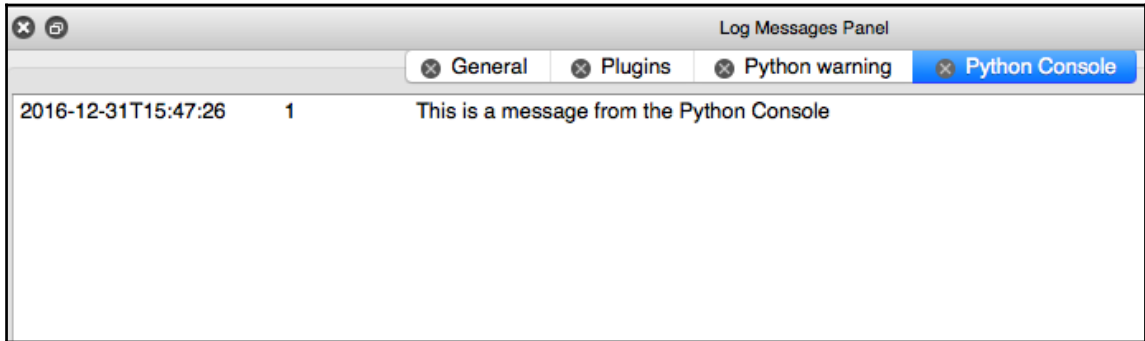 Log Messages Panel
General Plugins Python warning Python Console
2016-12-31T15:47:26 1 This is a message from the Python Console